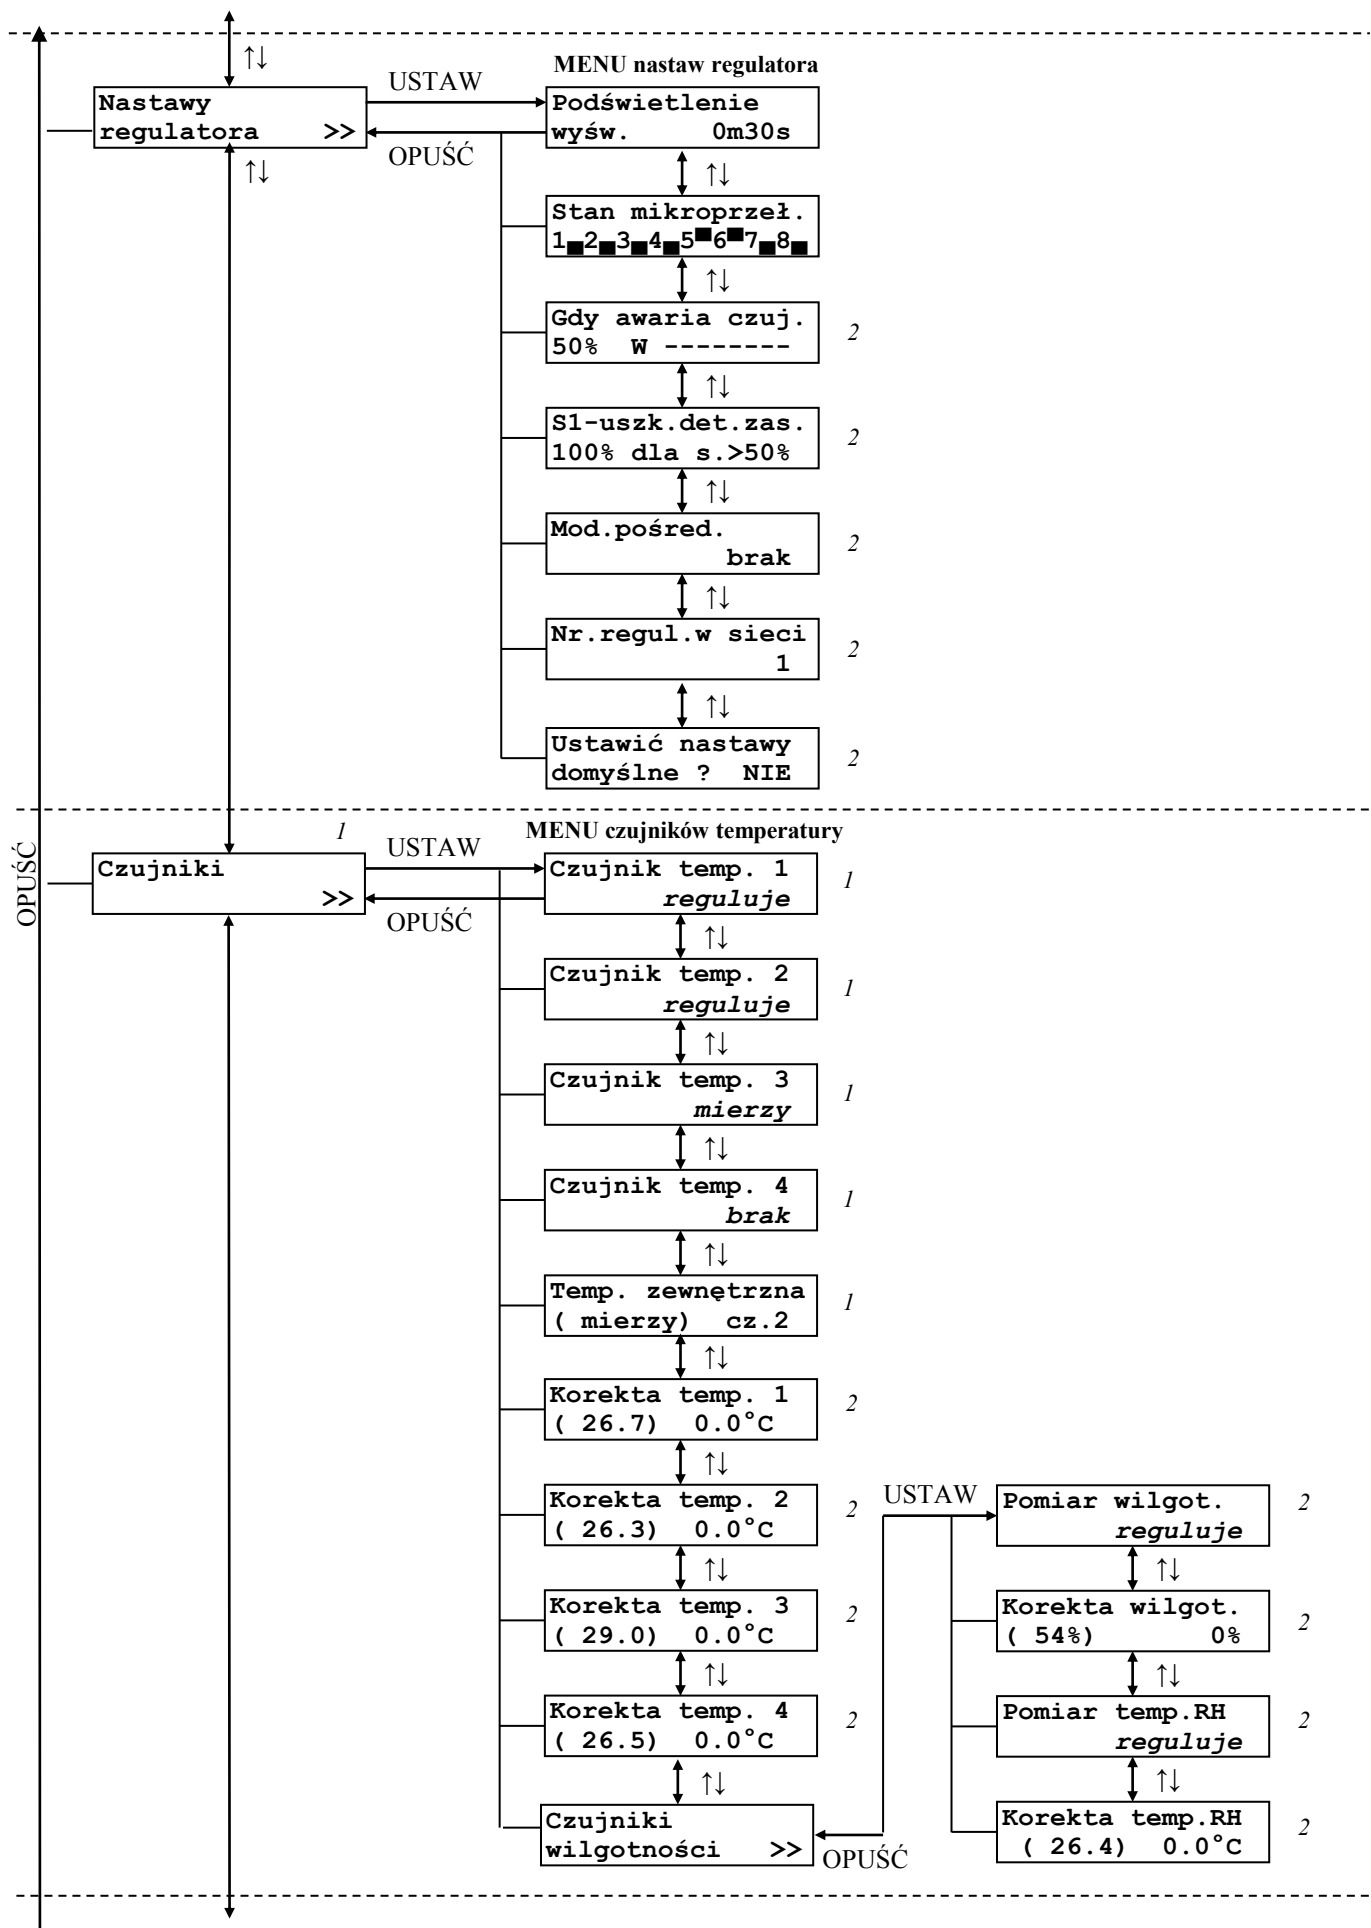 ↑↓
MENU nastaw regulatora
USTAW
Nastawy
regulatora >>
OPUŚĆ
↑↓
Podświetlenie
wyśw. 0m30s
↑↓
Stan mikroprzeł.
1▄2▄3▄4▄5▀6▀7▄8▄
↑↓
Gdy awaria czuj.
50% W --------
2
↑↓
S1-uszk.det.zas.
100% dla s.>50%
2
↑↓
Mod.pośred.
brak
2
↑↓
Nr.regul.w sieci
1
2
↑↓
Ustawić nastawy
domyślne ? NIE
2
OPUŚĆ
1
USTAW
MENU czujników temperatury
Czujniki
>>
OPUŚĆ
Czujnik temp. 1
reguluje
1
↑↓
Czujnik temp. 2
reguluje
1
↑↓
Czujnik temp. 3
mierzy
1
↑↓
Czujnik temp. 4
brak
1
↑↓
Temp. zewnętrzna
( mierzy) cz.2
1
↑↓
Korekta temp. 1
( 26.7) 0.0°C
2
↑↓
Korekta temp. 2
( 26.3) 0.0°C
2
↑↓
Korekta temp. 3
( 29.0) 0.0°C
2
↑↓
Korekta temp. 4
( 26.5) 0.0°C
2
↑↓
Czujniki
wilgotności >>
OPUŚĆ
USTAW
Pomiar wilgot.
reguluje
2
↑↓
Korekta wilgot.
( 54%) 0%
2
↑↓
Pomiar temp.RH
reguluje
2
↑↓
Korekta temp.RH
( 26.4) 0.0°C
2